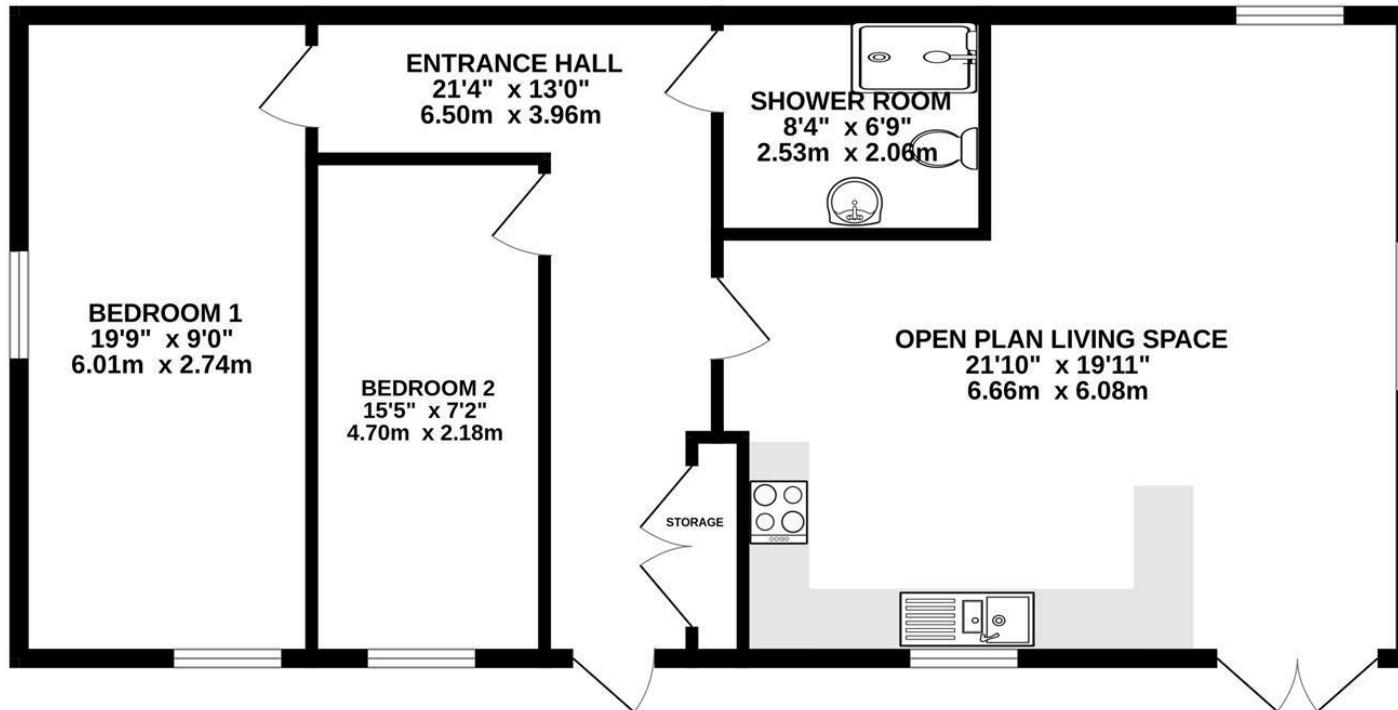 ENTRANCE HALL
21'4" x 13'0"
6.50m x 3.96m
SHOWER ROOM
8'4" x 6'9"
2.53m x 2.06m
BEDROOM 1
19'9" x 9'0"
6.01m x 2.74m
BEDROOM 2
15'5" x 7'2"
4.70m x 2.18m
OPEN PLAN LIVING SPACE
21'10" x 19'11"
6.66m x 6.08m
STORAGE